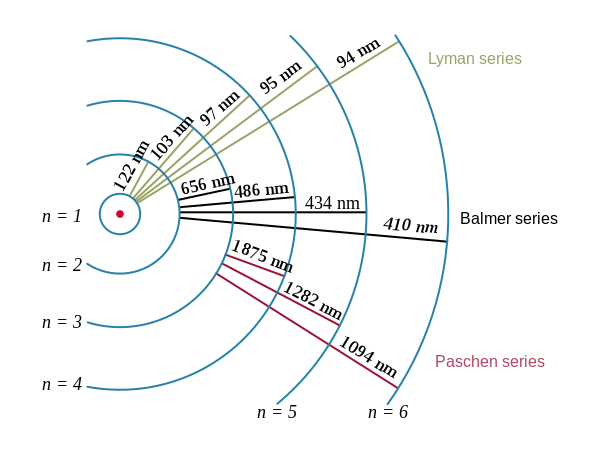 94 nm
Lyman series
95 nm
97 nm
103 nm
122 nm
656 nm
486 nm
434 nm
410 nm
Balmer series
n = 1
n = 2
1875 nm
1282 nm
n = 3
1094 nm
Paschen series
n = 4
n = 5
n = 6